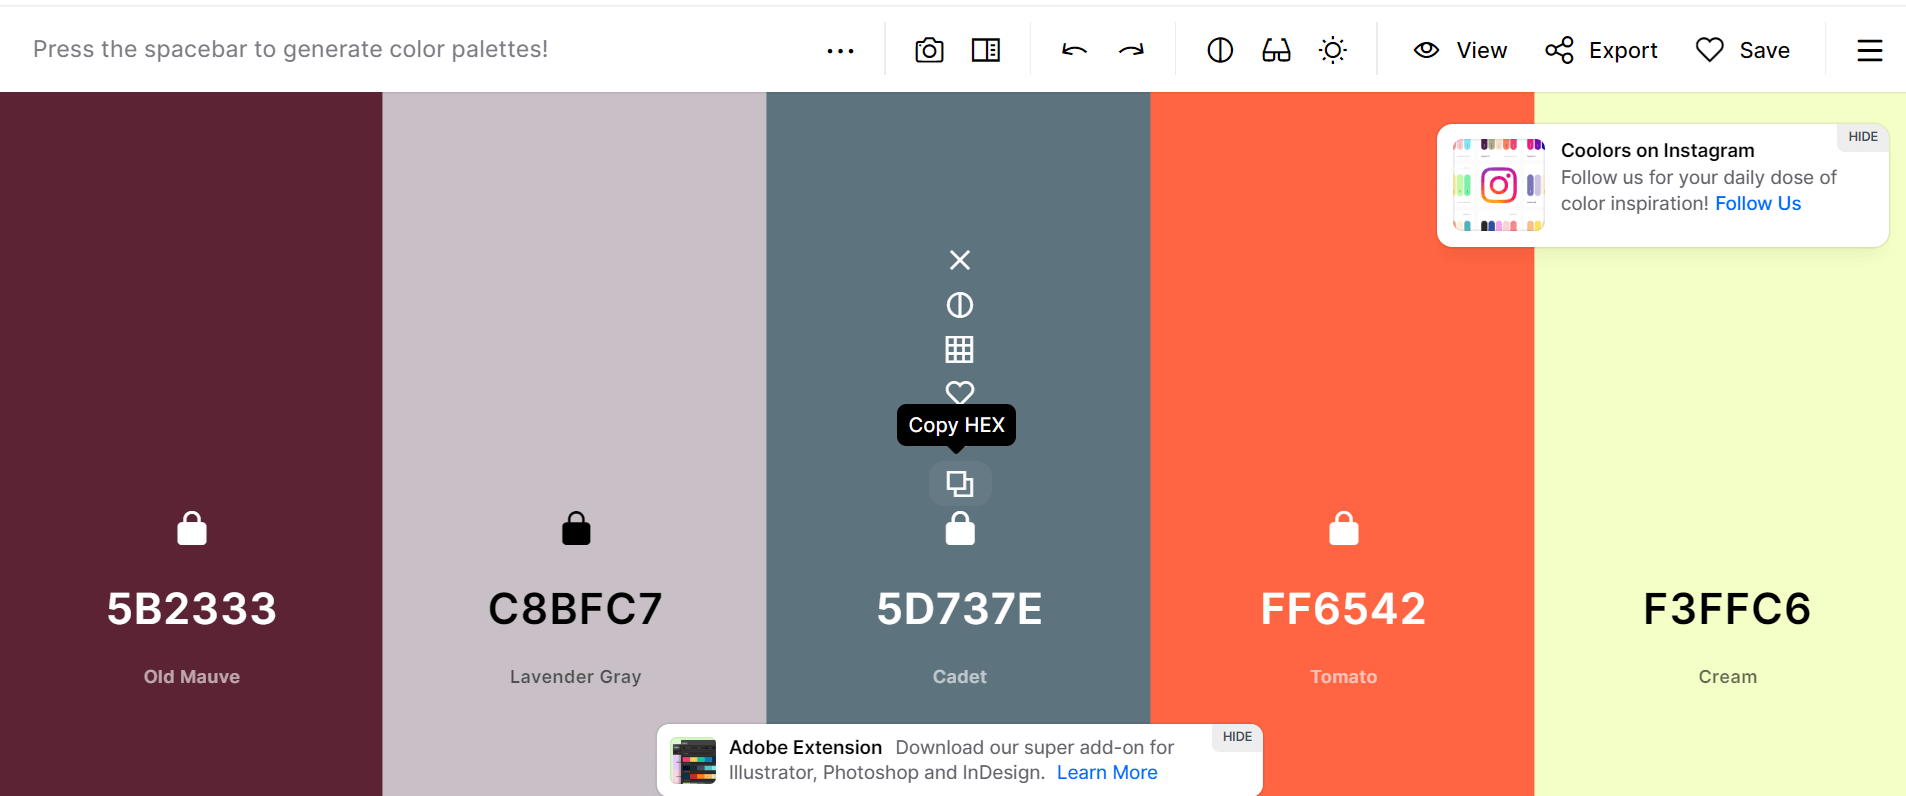 Press the spacebar to generate color palettes!
View
Export
Save
HIDE
Coolors on Instagram
Follow us for your daily dose of
color inspiration! Follow Us
Copy HEX
5B2333
C8BFC7
5D737E
FF6542
F3FFC6
Old Mauve
Lavender Gray
Cadet
Tomato
Cream
HIDE
Adobe Extension Download our super add-on for
Illustrator, Photoshop and InDesign. Learn More